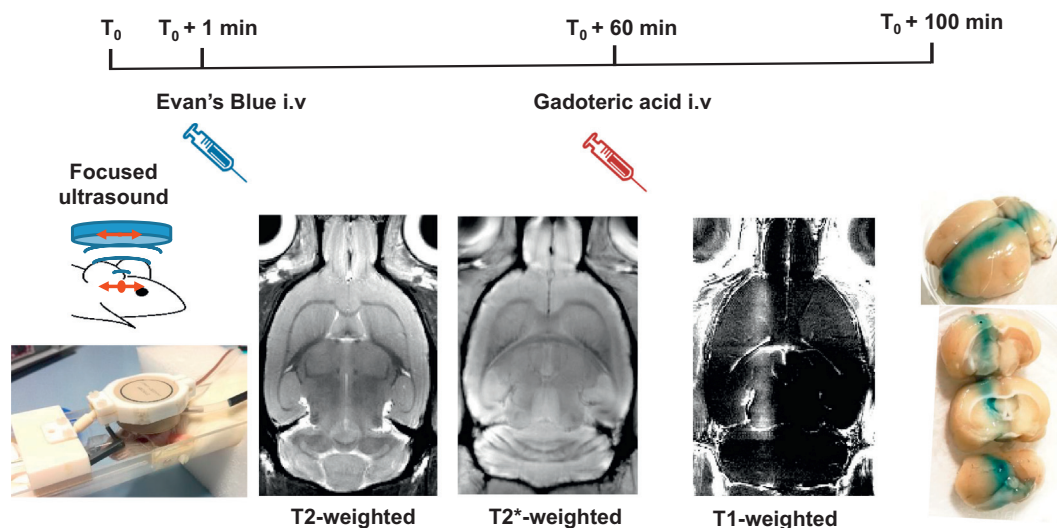 T0
T0 + 1 min
T0 + 60 min
T0 + 100 min
Evan's Blue i.v
Gadoteric acid i.v
Focused
ultrasound
T2-weighted
T2*-weighted
T1-weighted